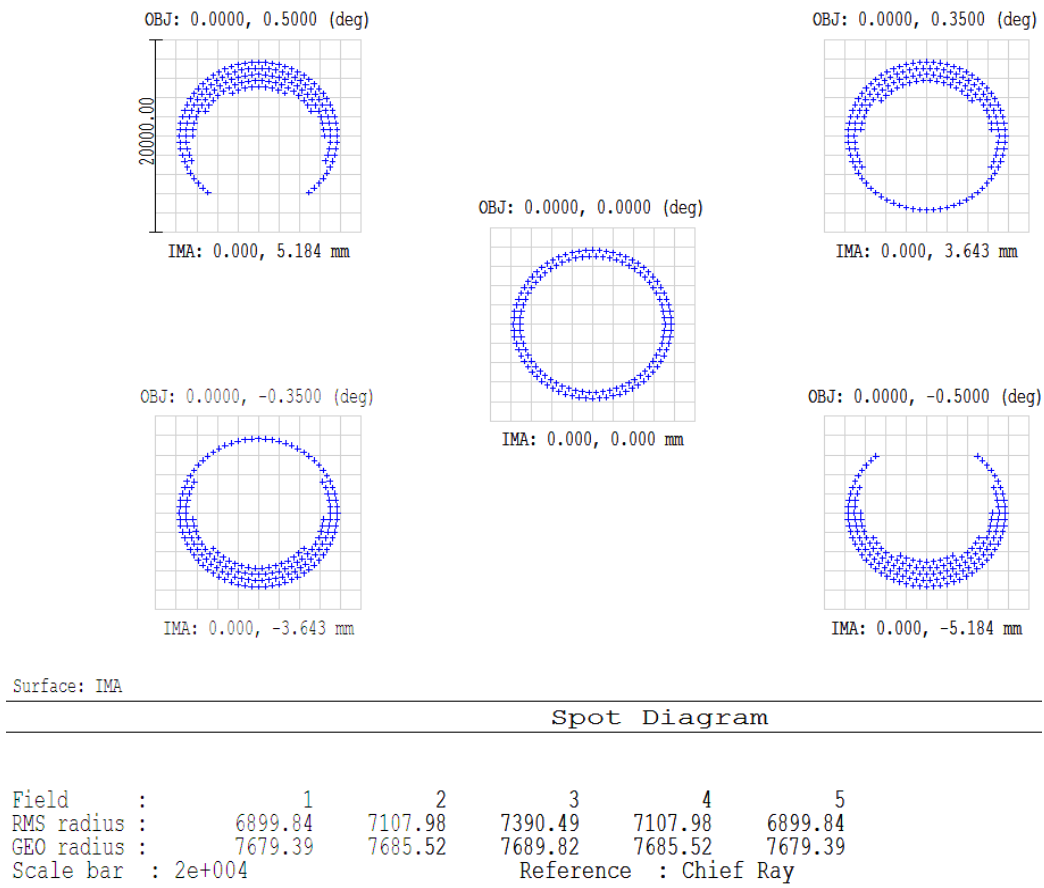 OBJ: 0.0000, 0.5000 (deg)
OBJ: 0.0000, 0.3500 (deg)
20000.00
IMA: 0.000, 5.184 mm
IMA: 0.000, 3.643 mm
OBJ: 0.0000, 0.0000 (deg)
IMA: 0.000, 0.000 mm
OBJ: 0.0000, -0.3500 (deg)
OBJ: 0.0000, -0.5000 (deg)
IMA: 0.000, -3.643 mm
IMA: 0.000, -5.184 mm
Surface: IMA
Spot Diagram
Field : 1 2 3 4 5
RMS radius : 6899.84 7107.98 7390.49 7107.98 6899.84
GEO radius : 7679.39 7685.52 7689.82 7685.52 7679.39
Scale bar : 2e+004 Reference : Chief Ray